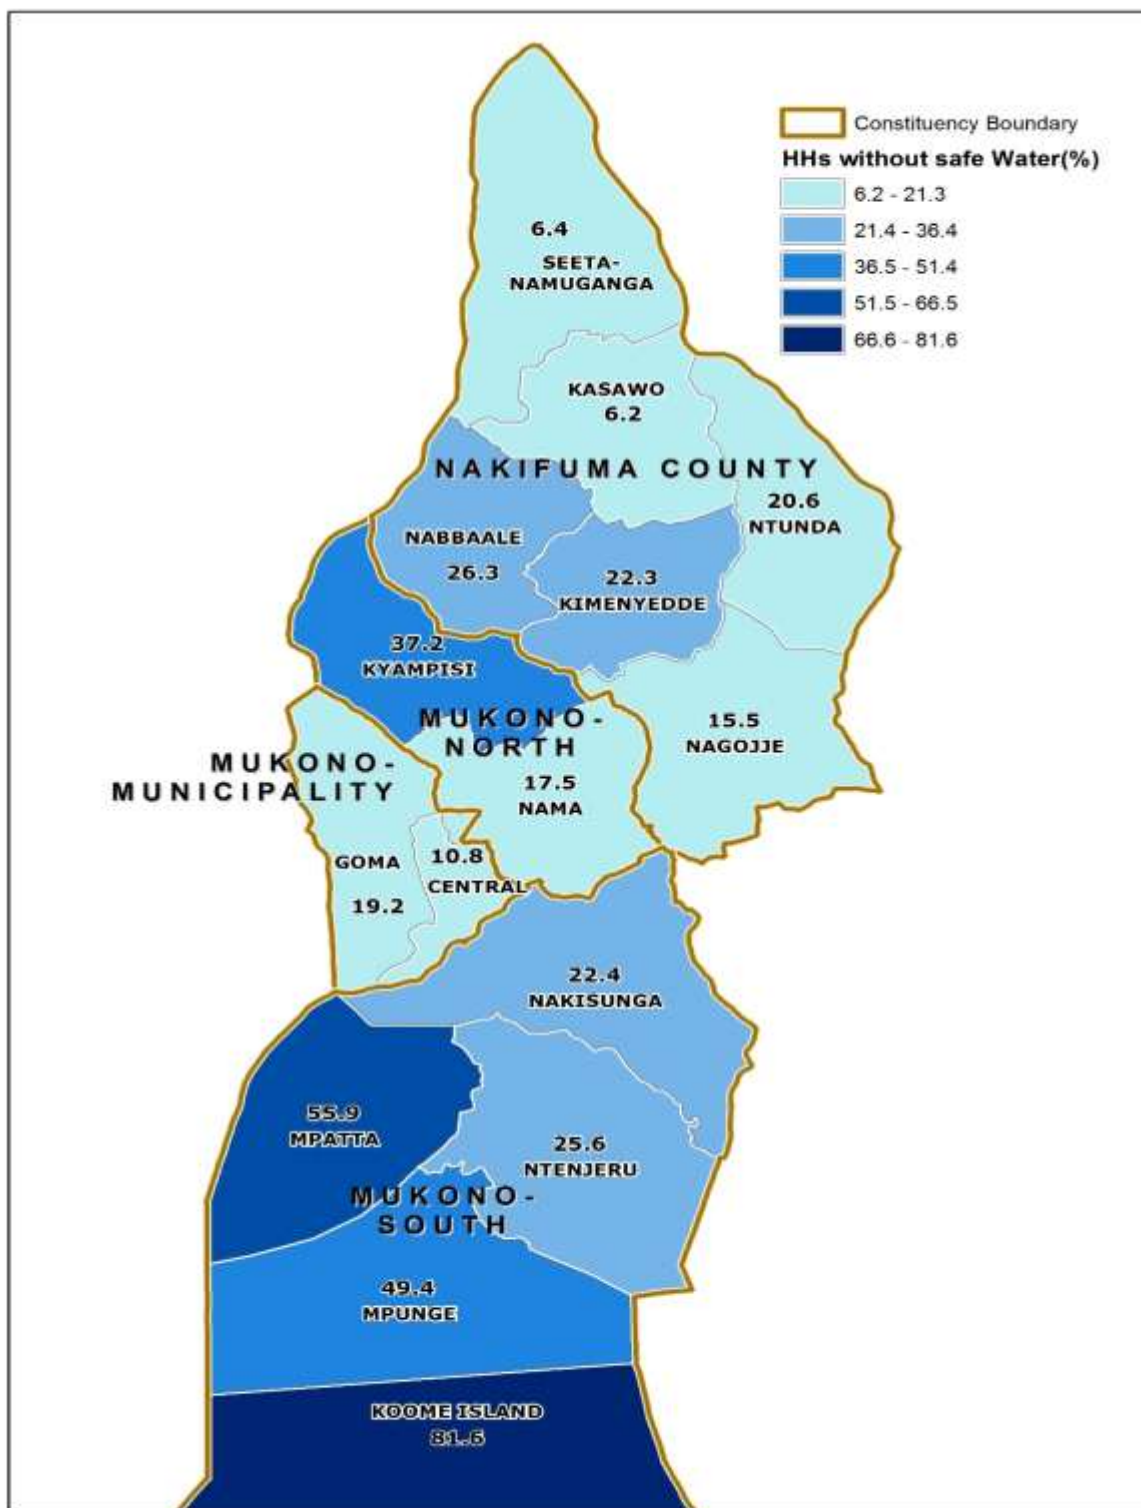 Constituency Boundary
HHs without safe Water(%)
6.2 - 21.3
21.4 - 36.4
36.5 - 51.4
51.5 - 66.5
66.6 - 81.6
6.4
SEETA-
NAMUGANGA
KASAWO
6.2
NAKIFUMA COUNTY
20.6
NTUNDA
NABBAALE
26.3
22.3
KIMENYEDDE
37.2
KYAMPISI
MUKONO-
NORTH
15.5
NAGOJJE
MUKONO-
MUNICIPALITY
17.5
NAMA
GOMA
19.2
10.8
CENTRAL
22.4
NAKISUNGA
55.9
MPATTA
25.6
NTENJERU
MUKONO-
SOUTH
49.4
MPUNGE
KOOME ISLAND
81.6